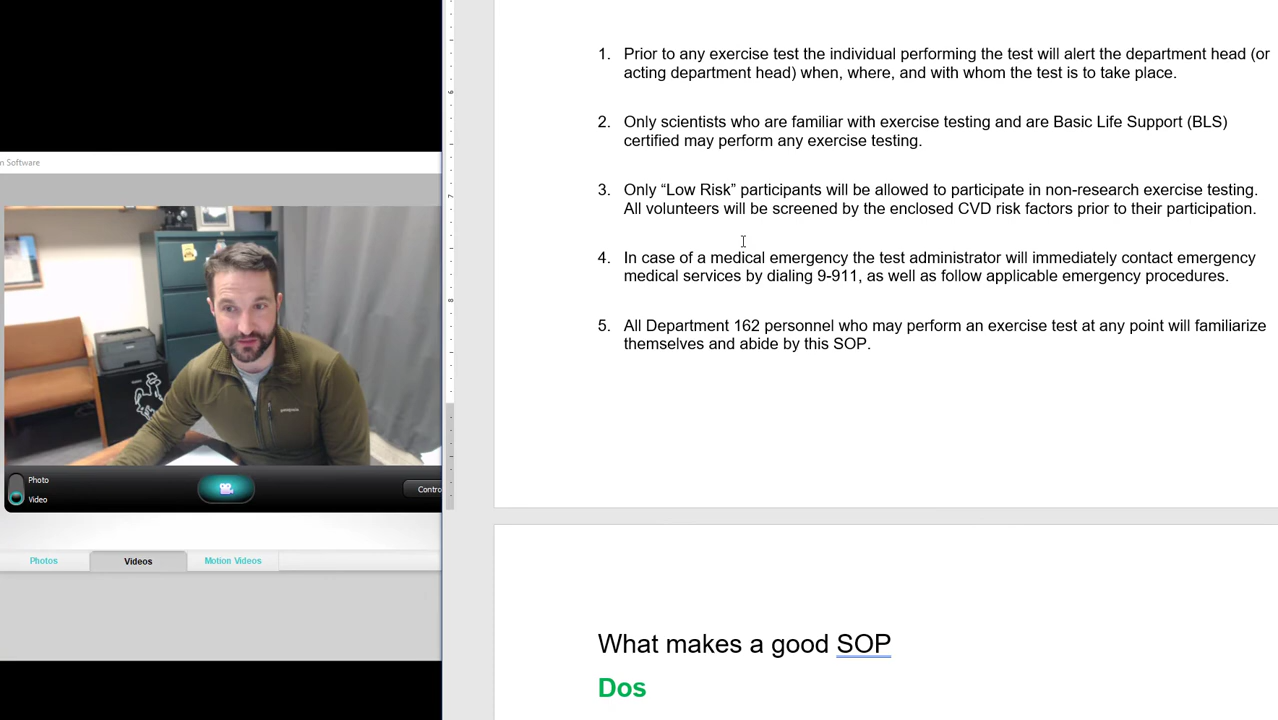 n Software
Photo
Video
Contro
Photos
Videos
Motion Videos
6
7
8
1. Prior to any exercise test the individual performing the test will alert the department head (or
acting department head) when, where, and with whom the test is to take place.
2. Only scientists who are familiar with exercise testing and are Basic Life Support (BLS)
certified may perform any exercise testing.
3. Only “Low Risk” participants will be allowed to participate in non-research exercise testing.
All volunteers will be screened by the enclosed CVD risk factors prior to their participation.
4. In case of a medical emergency the test administrator will immediately contact emergency
medical services by dialing 9-911, as well as follow applicable emergency procedures.
5. All Department 162 personnel who may perform an exercise test at any point will familiarize
themselves and abide by this SOP.
What makes a good SOP
Dos